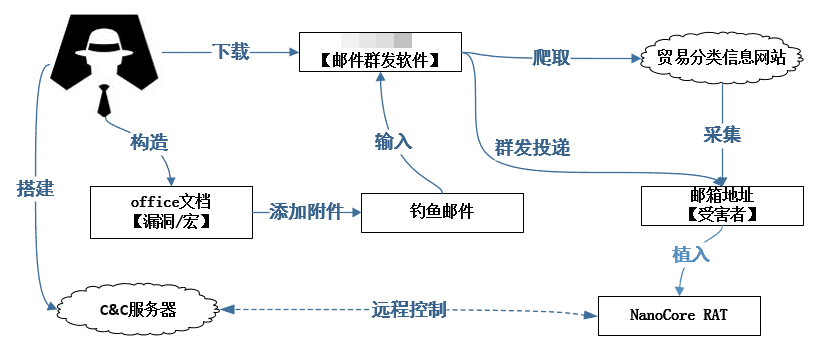 下载
【邮件群发软件】
爬取
贸易分类信息网站
构造
输入
群发投递
采集
搭建
office文档
【漏洞/宏】
添加附件
钓鱼邮件
邮箱地址
【受害者】
植入
C&C服务器
远程控制
NanoCore RAT